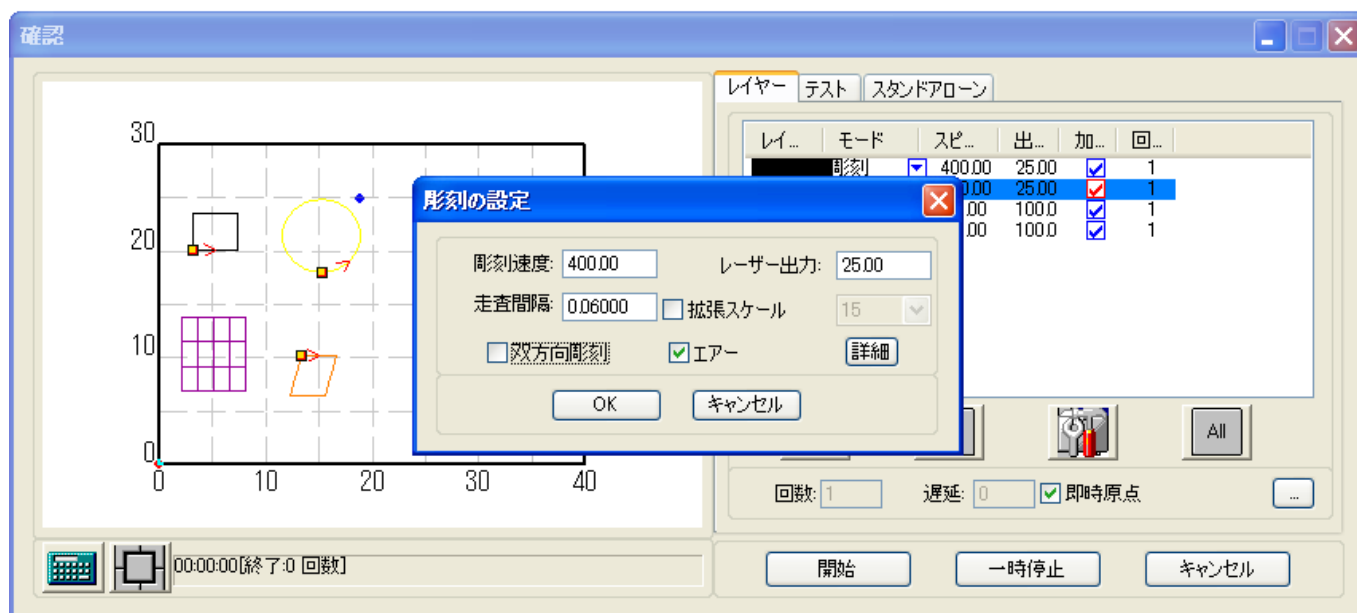 確認
レイヤー テスト スタンドアローン
レイ... モード スピ... 出... 加... 回...
彫刻 400.00 25.00 1
0.00 25.00 1
.00 100.0 1
.00 100.0 1
30
20
10
0
0 10 20 30 40
彫刻の設定
彫刻速度: 400.00 レーザー出力: 25.00
走査間隔: 0.06000 拡張スケール 15
双方向彫刻 エアー 詳細
OK キャンセル
All
回数: 1 遅延: 0 即時原点 ...
00:00:00[終了:0 回数]
開始 一時停止 キャンセル